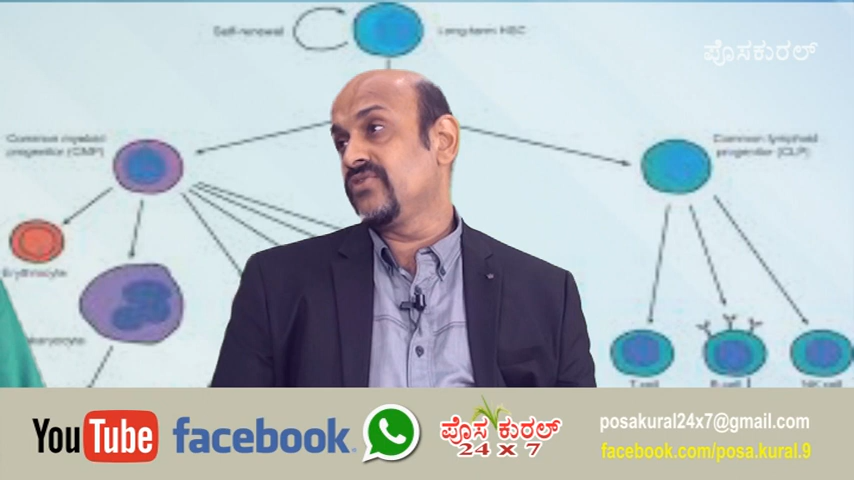 Self-renewal
Long-term HSC
ಪೊಸಕುರಲ್
Common myeloid
progenitor (CMP)
Common lymphoid
progenitor (CLP)
Erythrocyte
T cell
B cell
NK cell
YouTube
facebook
ಪೊಸ ಕುರಲ್
24 x 7
posakural24x7@gmail.com
facebook.com/posa.kural.9